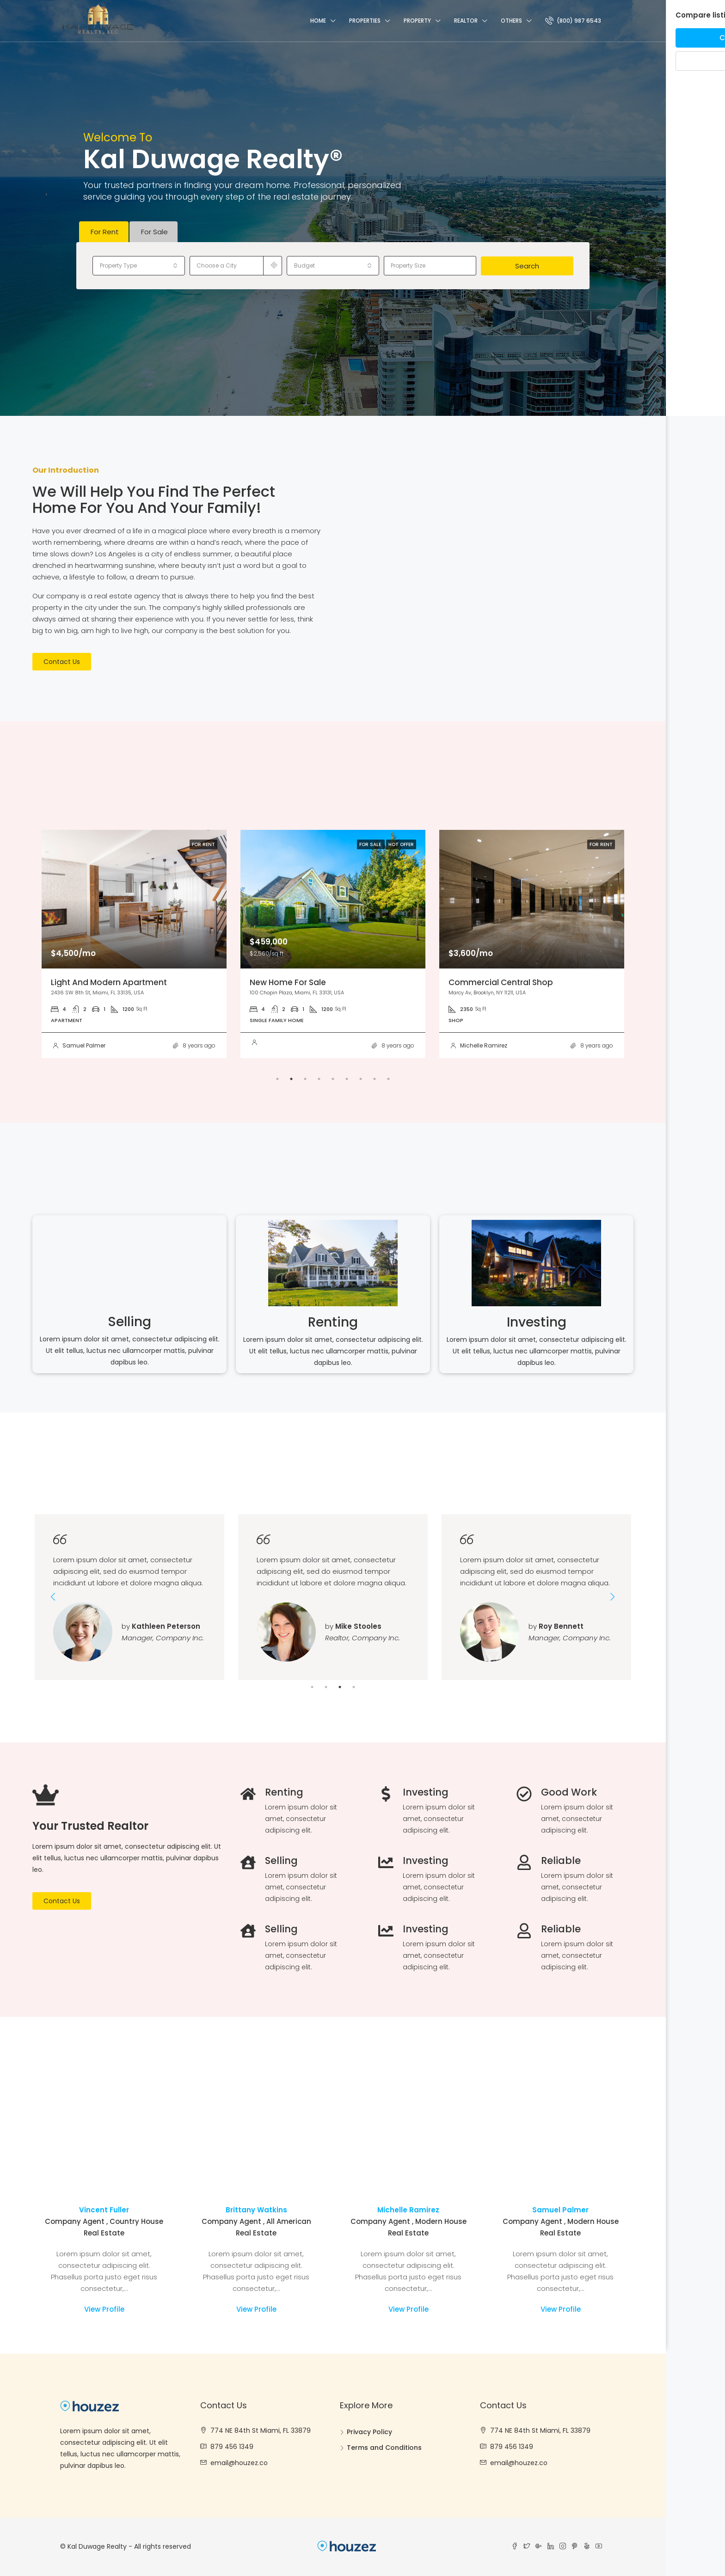 Compare listi
C
REALTY, LLC
HOME
PROPERTIES
PROPERTY
REALTOR
OTHERS
(800) 987 6543
Welcome To
Kal Duwage Realty®
Your trusted partners in finding your dream home. Professional, personalized
service guiding you through every step of the real estate journey.
For Rent
For Sale
Property Type
Choose a City
Budget
Property Size
Search
Our Introduction
We Will Help You Find The Perfect
Home For You And Your Family!
Have you ever dreamed of a life in a magical place where every breath is a memory
worth remembering, where dreams are within a hand's reach, where the pace of
time slows down? Los Angeles is a city of endless summer, a beautiful place
drenched in heartwarming sunshine, where beauty isn't just a word but a goal to
achieve, a lifestyle to follow, a dream to pursue.
Our company is a real estate agency that is always there to help you find the best
property in the city under the sun. The company's highly skilled professionals are
always aimed at sharing their experience with you. If you never settle for less, think
big to win big, aim high to live high, our company is the best solution for you.
Contact Us
FOR RENT
$4,500/mo
Light And Modern Apartment
2436 SW 8th St, Miami, FL 33135, USA
4 2 1 1200 Sq Ft
APARTMENT
Samuel Palmer
8 years ago
FOR SALE
HOT OFFER
$459,000
$2,560/sq ft
New Home For Sale
100 Chopin Plaza, Miami, FL 33131, USA
4 2 1 1200 Sq Ft
SINGLE FAMILY HOME
8 years ago
FOR RENT
$3,600/mo
Commercial Central Shop
Marcy Av, Brooklyn, NY 11211, USA
2350 Sq Ft
SHOP
Michelle Ramirez
8 years ago
Selling
Lorem ipsum dolor sit amet, consectetur adipiscing elit.
Ut elit tellus, luctus nec ullamcorper mattis, pulvinar
dapibus leo.
Renting
Lorem ipsum dolor sit amet, consectetur adipiscing elit.
Ut elit tellus, luctus nec ullamcorper mattis, pulvinar
dapibus leo.
Investing
Lorem ipsum dolor sit amet, consectetur adipiscing elit.
Ut elit tellus, luctus nec ullamcorper mattis, pulvinar
dapibus leo.
Lorem ipsum dolor sit amet, consectetur
adipiscing elit, sed do eiusmod tempor
incididunt ut labore et dolore magna aliqua.
by Kathleen Peterson
Manager, Company Inc.
Lorem ipsum dolor sit amet, consectetur
adipiscing elit, sed do eiusmod tempor
incididunt ut labore et dolore magna aliqua.
by Mike Stooles
Realtor, Company Inc.
Lorem ipsum dolor sit amet, consectetur
adipiscing elit, sed do eiusmod tempor
incididunt ut labore et dolore magna aliqua.
by Roy Bennett
Manager, Company Inc.
Your Trusted Realtor
Lorem ipsum dolor sit amet, consectetur adipiscing elit. Ut
elit tellus, luctus nec ullamcorper mattis, pulvinar dapibus
leo.
Contact Us
Renting
Lorem ipsum dolor sit
amet, consectetur
adipiscing elit.
Investing
Lorem ipsum dolor sit
amet, consectetur
adipiscing elit.
Good Work
Lorem ipsum dolor sit
amet, consectetur
adipiscing elit.
Selling
Lorem ipsum dolor sit
amet, consectetur
adipiscing elit.
Investing
Lorem ipsum dolor sit
amet, consectetur
adipiscing elit.
Reliable
Lorem ipsum dolor sit
amet, consectetur
adipiscing elit.
Selling
Lorem ipsum dolor sit
amet, consectetur
adipiscing elit.
Investing
Lorem ipsum dolor sit
amet, consectetur
adipiscing elit.
Reliable
Lorem ipsum dolor sit
amet, consectetur
adipiscing elit.
Vincent Fuller
Company Agent , Country House
Real Estate
Lorem ipsum dolor sit amet,
consectetur adipiscing elit.
Phasellus porta justo eget risus
consectetur,...
View Profile
Brittany Watkins
Company Agent , All American
Real Estate
Lorem ipsum dolor sit amet,
consectetur adipiscing elit.
Phasellus porta justo eget risus
consectetur,...
View Profile
Michelle Ramirez
Company Agent , Modern House
Real Estate
Lorem ipsum dolor sit amet,
consectetur adipiscing elit.
Phasellus porta justo eget risus
consectetur,...
View Profile
Samuel Palmer
Company Agent , Modern House
Real Estate
Lorem ipsum dolor sit amet,
consectetur adipiscing elit.
Phasellus porta justo eget risus
consectetur,...
View Profile
houzez
Lorem ipsum dolor sit amet,
consectetur adipiscing elit. Ut elit
tellus, luctus nec ullamcorper mattis,
pulvinar dapibus leo.
Contact Us
774 NE 84th St Miami, FL 33879
879 456 1349
email@houzez.co
Explore More
Privacy Policy
Terms and Conditions
Contact Us
774 NE 84th St Miami, FL 33879
879 456 1349
email@houzez.co
© Kal Duwage Realty - All rights reserved
houzez